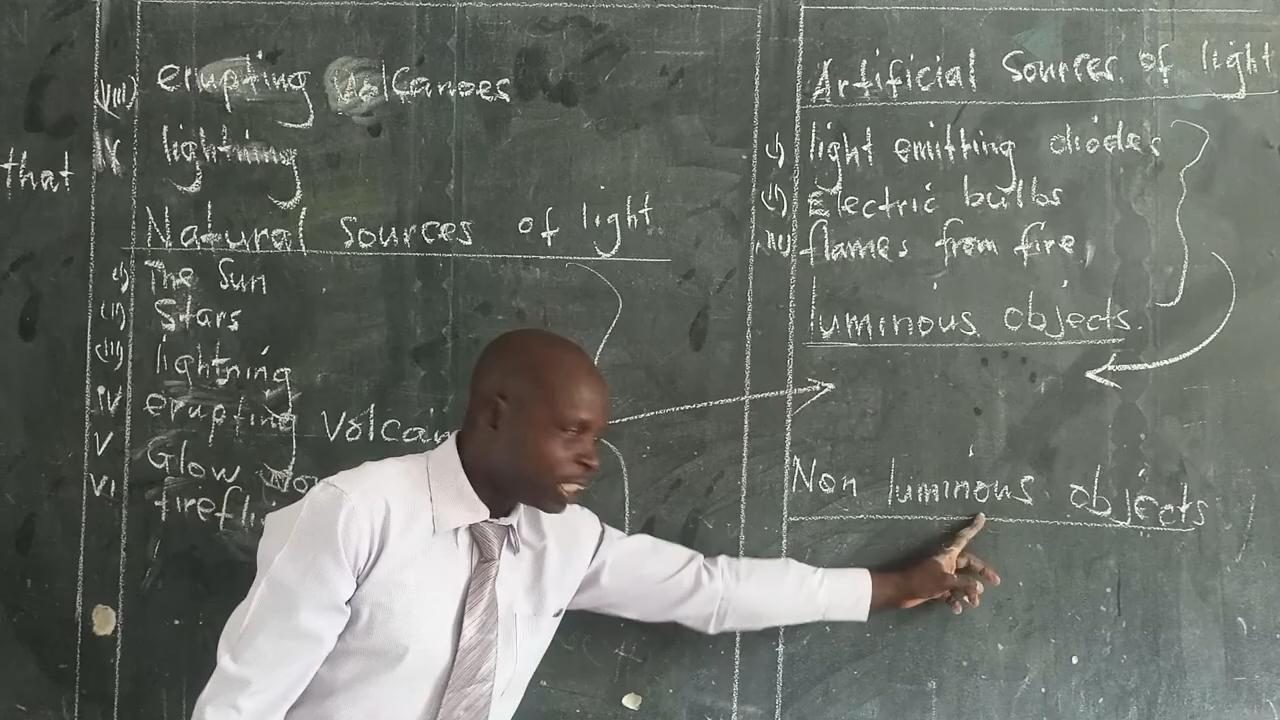 that
(viii) erupting Volcanoes
ix lightning
Natural Sources of light.
(i) The Sun
(ii) Stars
(iii) lightning
iv erupting Volcan
v Glow wor
vi firefli
Artificial Sources of light
(i) light emitting diodes
(ii) Electric bulbs
(iii) flames from fire,
luminous objects.
Non luminous objects